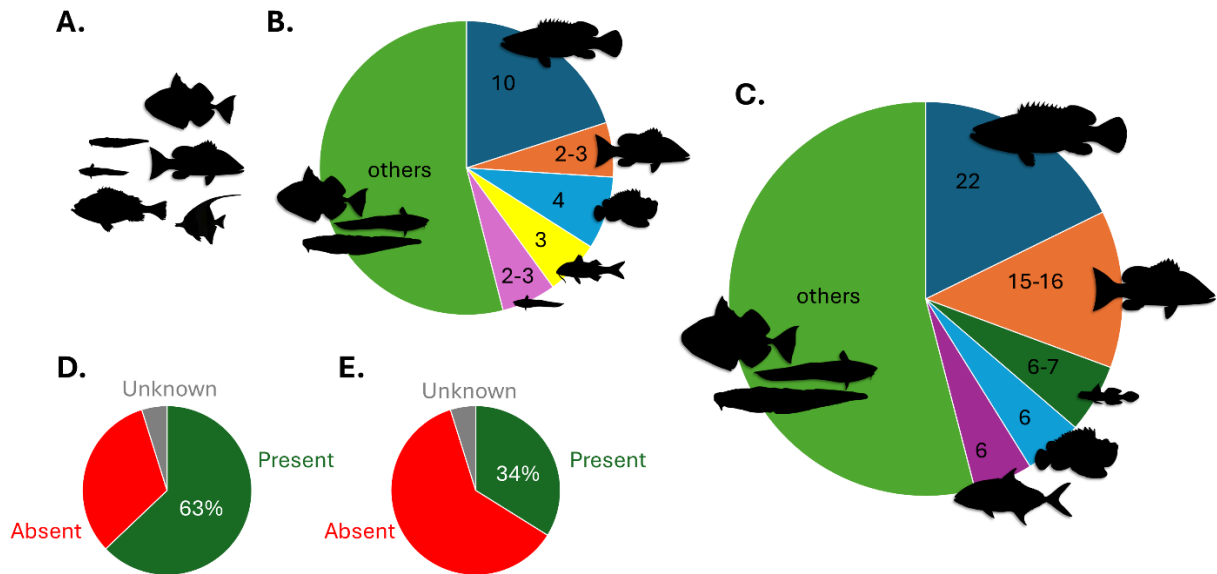 A.
B.
10
2-3
4
3
2-3
others
C.
22
15-16
6-7
6
6
others
D.
Unknown
Present
63%
Absent
E.
Unknown
Present
34%
Absent